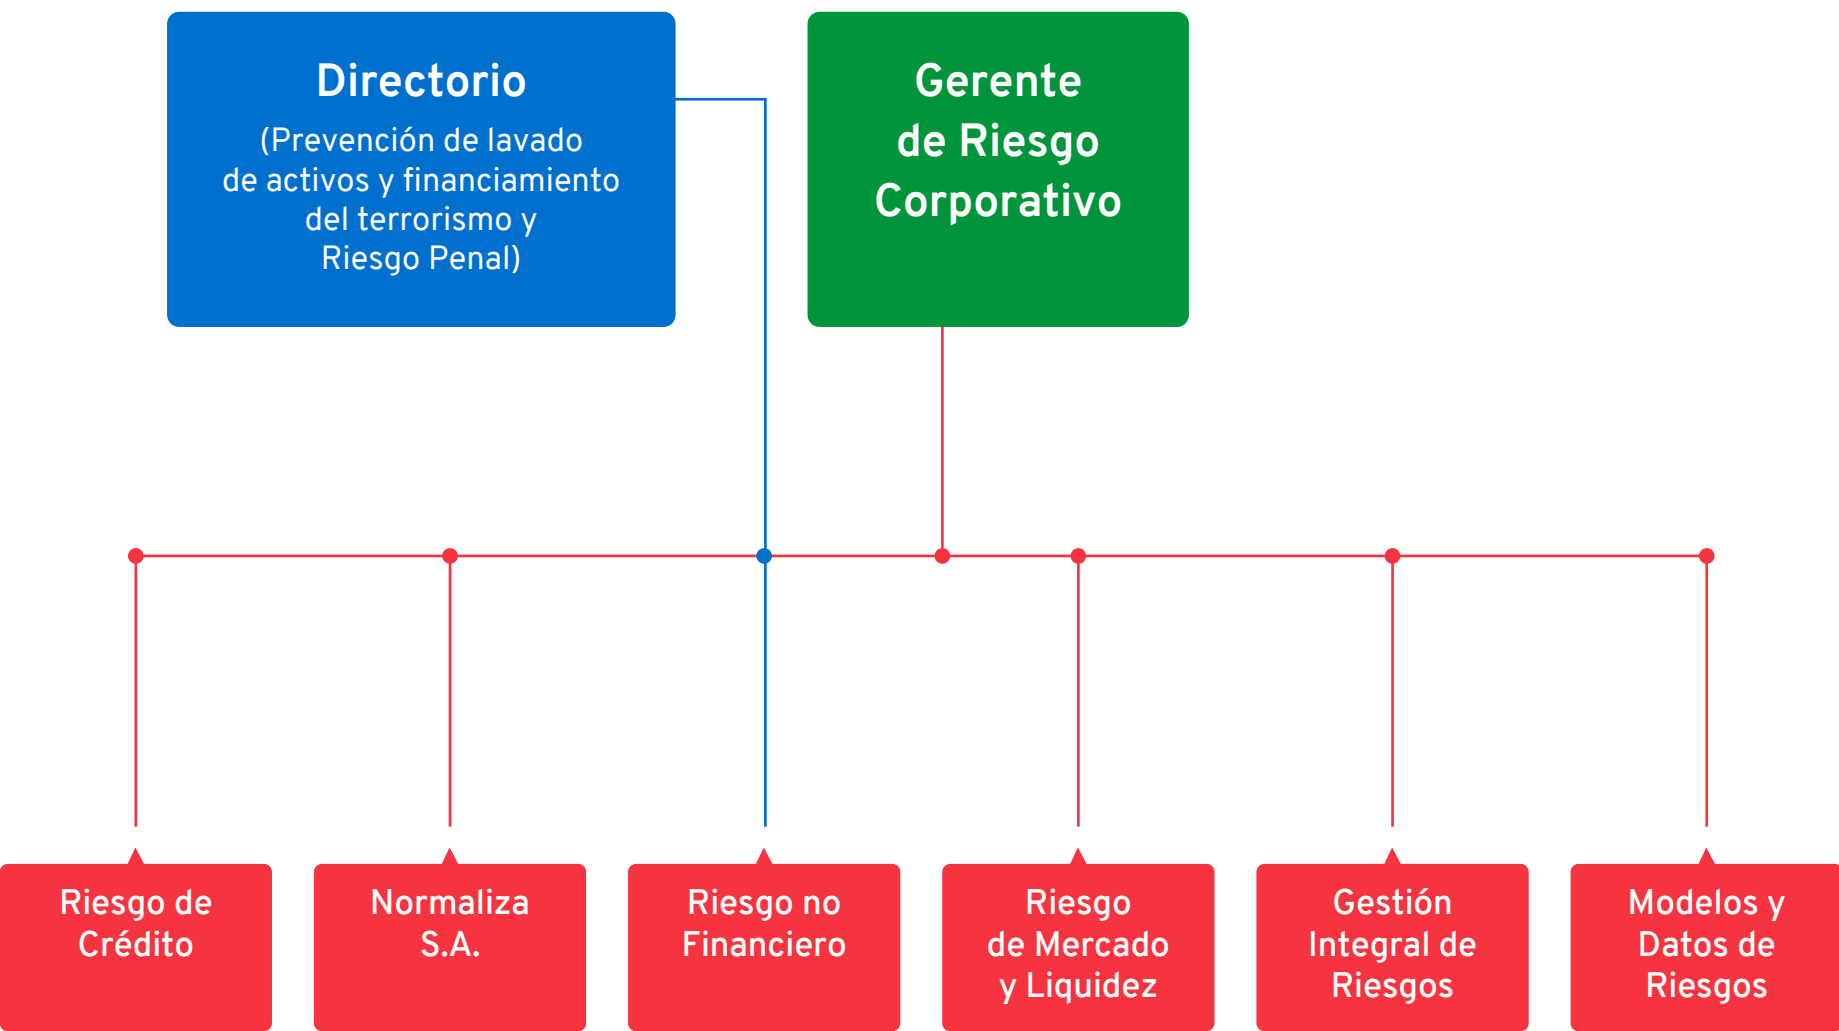 Directorio
(Prevención de lavado
de activos y financiamiento
del terrorismo y
Riesgo Penal)
Gerente
de Riesgo
Corporativo
Riesgo de
Crédito
Normaliza
S.A.
Riesgo no
Financiero
Riesgo
de Mercado
y Liquidez
Gestión
Integral de
Riesgos
Modelos y
Datos de
Riesgos